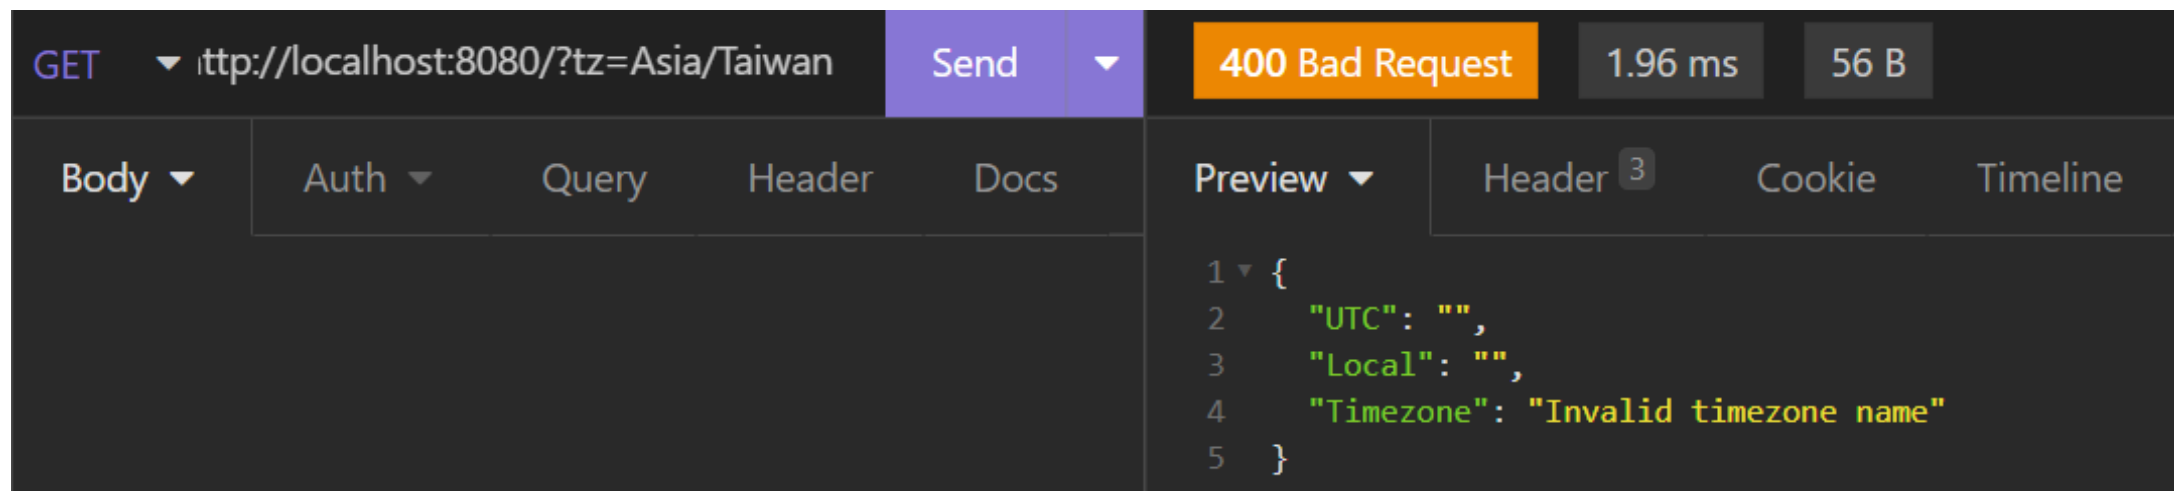 GET ttp://localhost:8080/?tz=Asia/Taiwan Send 400 Bad Request 1.96 ms 56 B
Body Auth Query Header Docs Preview Header 3 Cookie Timeline
1 {
2 "UTC": "",
3 "Local": "",
4 "Timezone": "Invalid timezone name"
5 }